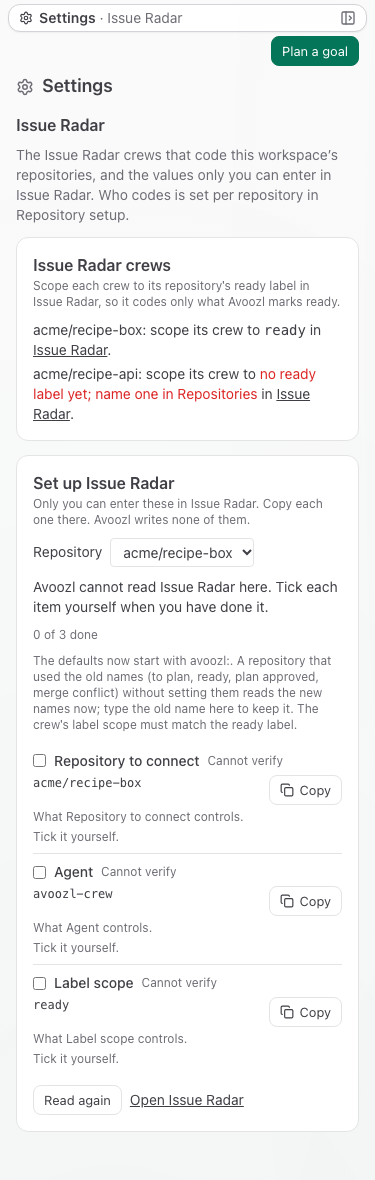 Settings · Issue Radar
Plan a goal
Settings
Issue Radar
The Issue Radar crews that code this workspace's
repositories, and the values only you can enter in
Issue Radar. Who codes is set per repository in
Repository setup.
Issue Radar crews
Scope each crew to its repository's ready label in
Issue Radar, so it codes only what Avoozl marks ready.
acme/recipe-box: scope its crew to ready in
Issue Radar.
acme/recipe-api: scope its crew to no ready
label yet; name one in Repositories in Issue
Radar.
Set up Issue Radar
Only you can enter these in Issue Radar. Copy each
one there. Avoozl writes none of them.
Repository acme/recipe-box
Avoozl cannot read Issue Radar here. Tick each
item yourself when you have done it.
0 of 3 done
The defaults now start with avoozl:. A repository that
used the old names (to plan, ready, plan approved,
merge conflict) without setting them reads the new
names now; type the old name here to keep it. The
crew's label scope must match the ready label.
Repository to connect Cannot verify
acme/recipe-box
Copy
What Repository to connect controls.
Tick it yourself.
Agent Cannot verify
avoozl-crew
Copy
What Agent controls.
Tick it yourself.
Label scope Cannot verify
ready
Copy
What Label scope controls.
Tick it yourself.
Read again Open Issue Radar